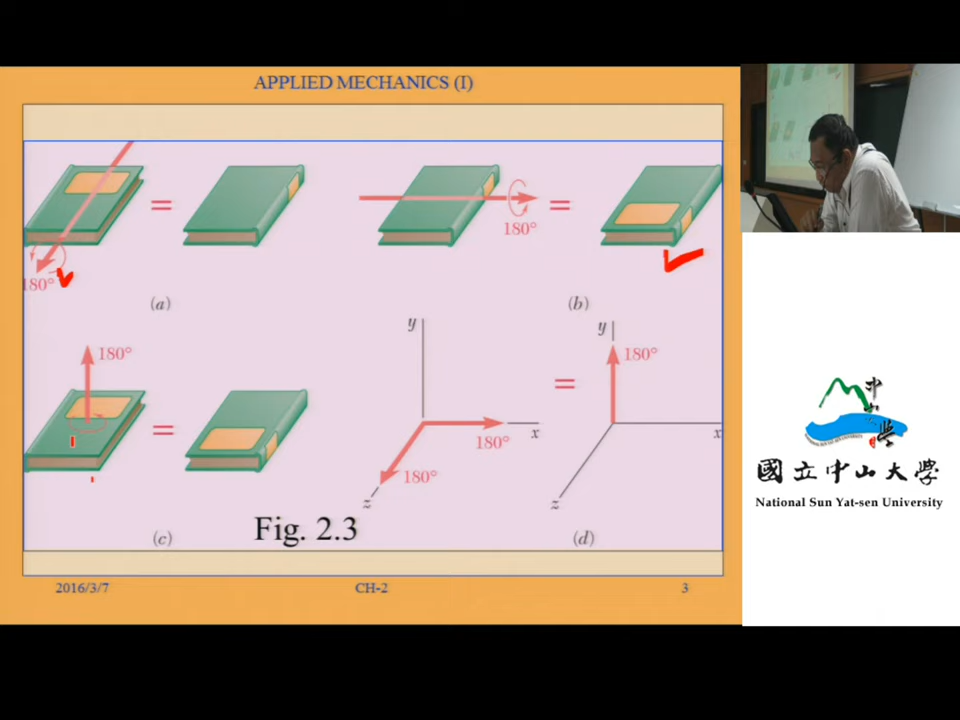 APPLIED MECHANICS (I)
=
180°
(a)
=
180°
(b)
180°
=
(c)
y
x
180°
180°
z
=
y
180°
x
z
(d)
Fig. 2.3
2016/3/7
CH-2
3
國立中山大學
National Sun Yat-sen University